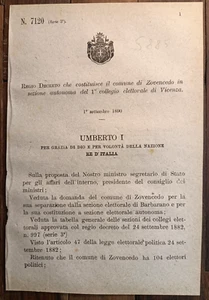 N. 7120 (Serie 3ª)
1
REGIO DECRETO che costituisce il comune di Zovencedo in
sezione autonoma del 1° collegio elettorale di Vicenza.
1° settembre 1890
UMBERTO I
PER GRAZIA DI DIO E PER VOLONTÀ DELLA NAZIONE
RE D'ITALIA
Sulla proposta del Nostro ministro segretario di Stato
per gli affari dell'interno, presidente del consiglio dei
ministri;
Veduta la domanda del comune di Zovencedo per la
sua separazione dalla sezione elettorale di Barbarano e per
la sua costituzione a sezione elettorale autonoma;
Veduta la tabella generale delle sezioni dei collegi elet-
torali approvata col regio decreto del 24 settembre 1882,
n. 997 (serie 3ª)
Visto l'articolo 47 della legge elettorale politica 24 set-
tembre 1882;
Ritenuto che il comune di Zovencedo ha 104 elettori
politici;